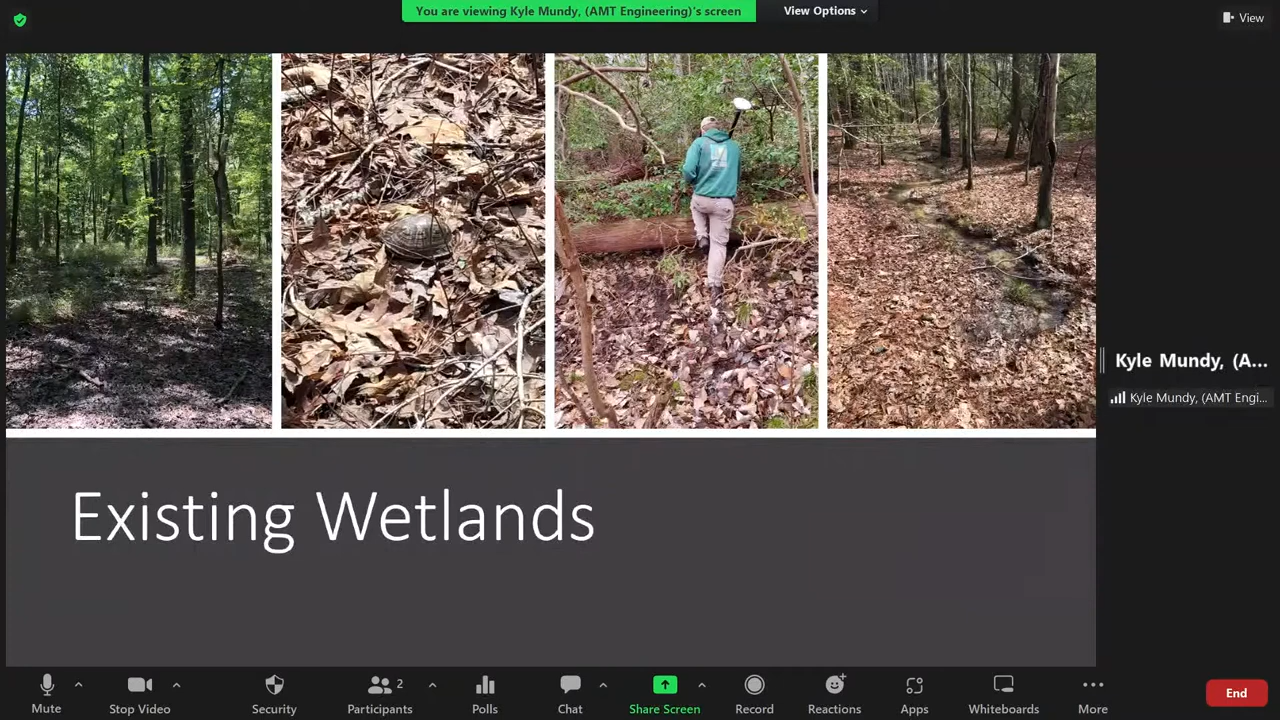 You are viewing Kyle Mundy, (AMT Engineering)'s screen
View Options
View
Kyle Mundy, (A...
Kyle Mundy, (AMT Engi...
Existing Wetlands
Mute
Stop Video
Security
2
Participants
Polls
Chat
Share Screen
Record
Reactions
Apps
Whiteboards
More
End